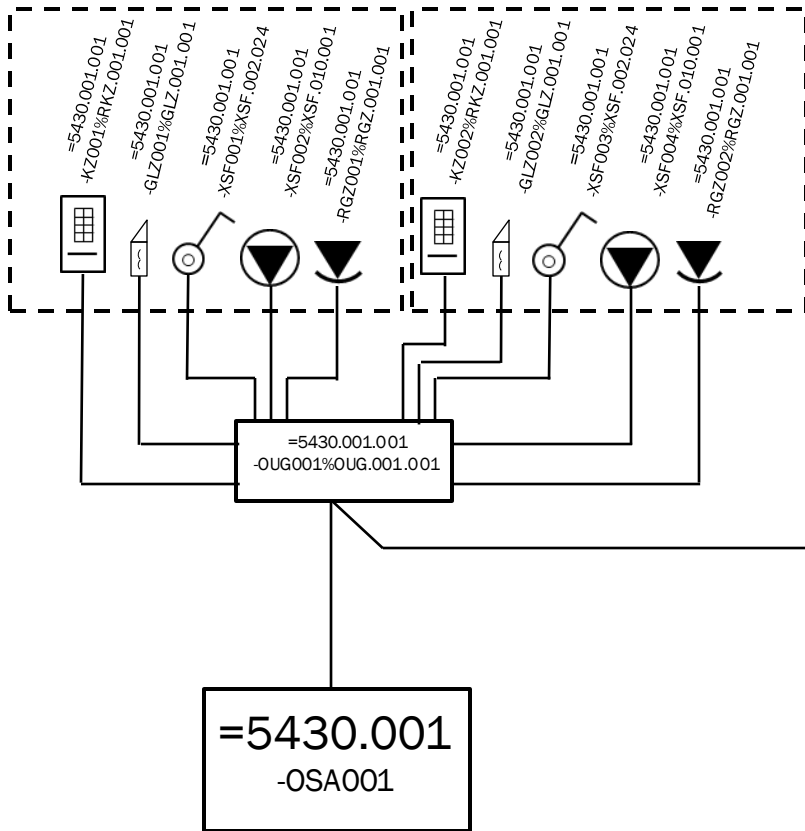 =5430.001.001
-KZ001%RKZ.001.001
=5430.001.001
-GLZ001%GLZ.001.001
=5430.001.001
-XSF001%XSF.002.024
=5430.001.001
-XSF002%XSF.010.001
=5430.001.001
-RGZ001%RGZ.001.001
=5430.001.001
-KZ002%RKZ.001.001
=5430.001.001
-GLZ002%GLZ.001.001
=5430.001.001
-XSF003%XSF.002.024
=5430.001.001
-XSF004%XSF.010.001
=5430.001.001
-RGZ002%RGZ.001.001
=5430.001.001
-OUG001%OUG.001.001
=5430.001
-OSA001